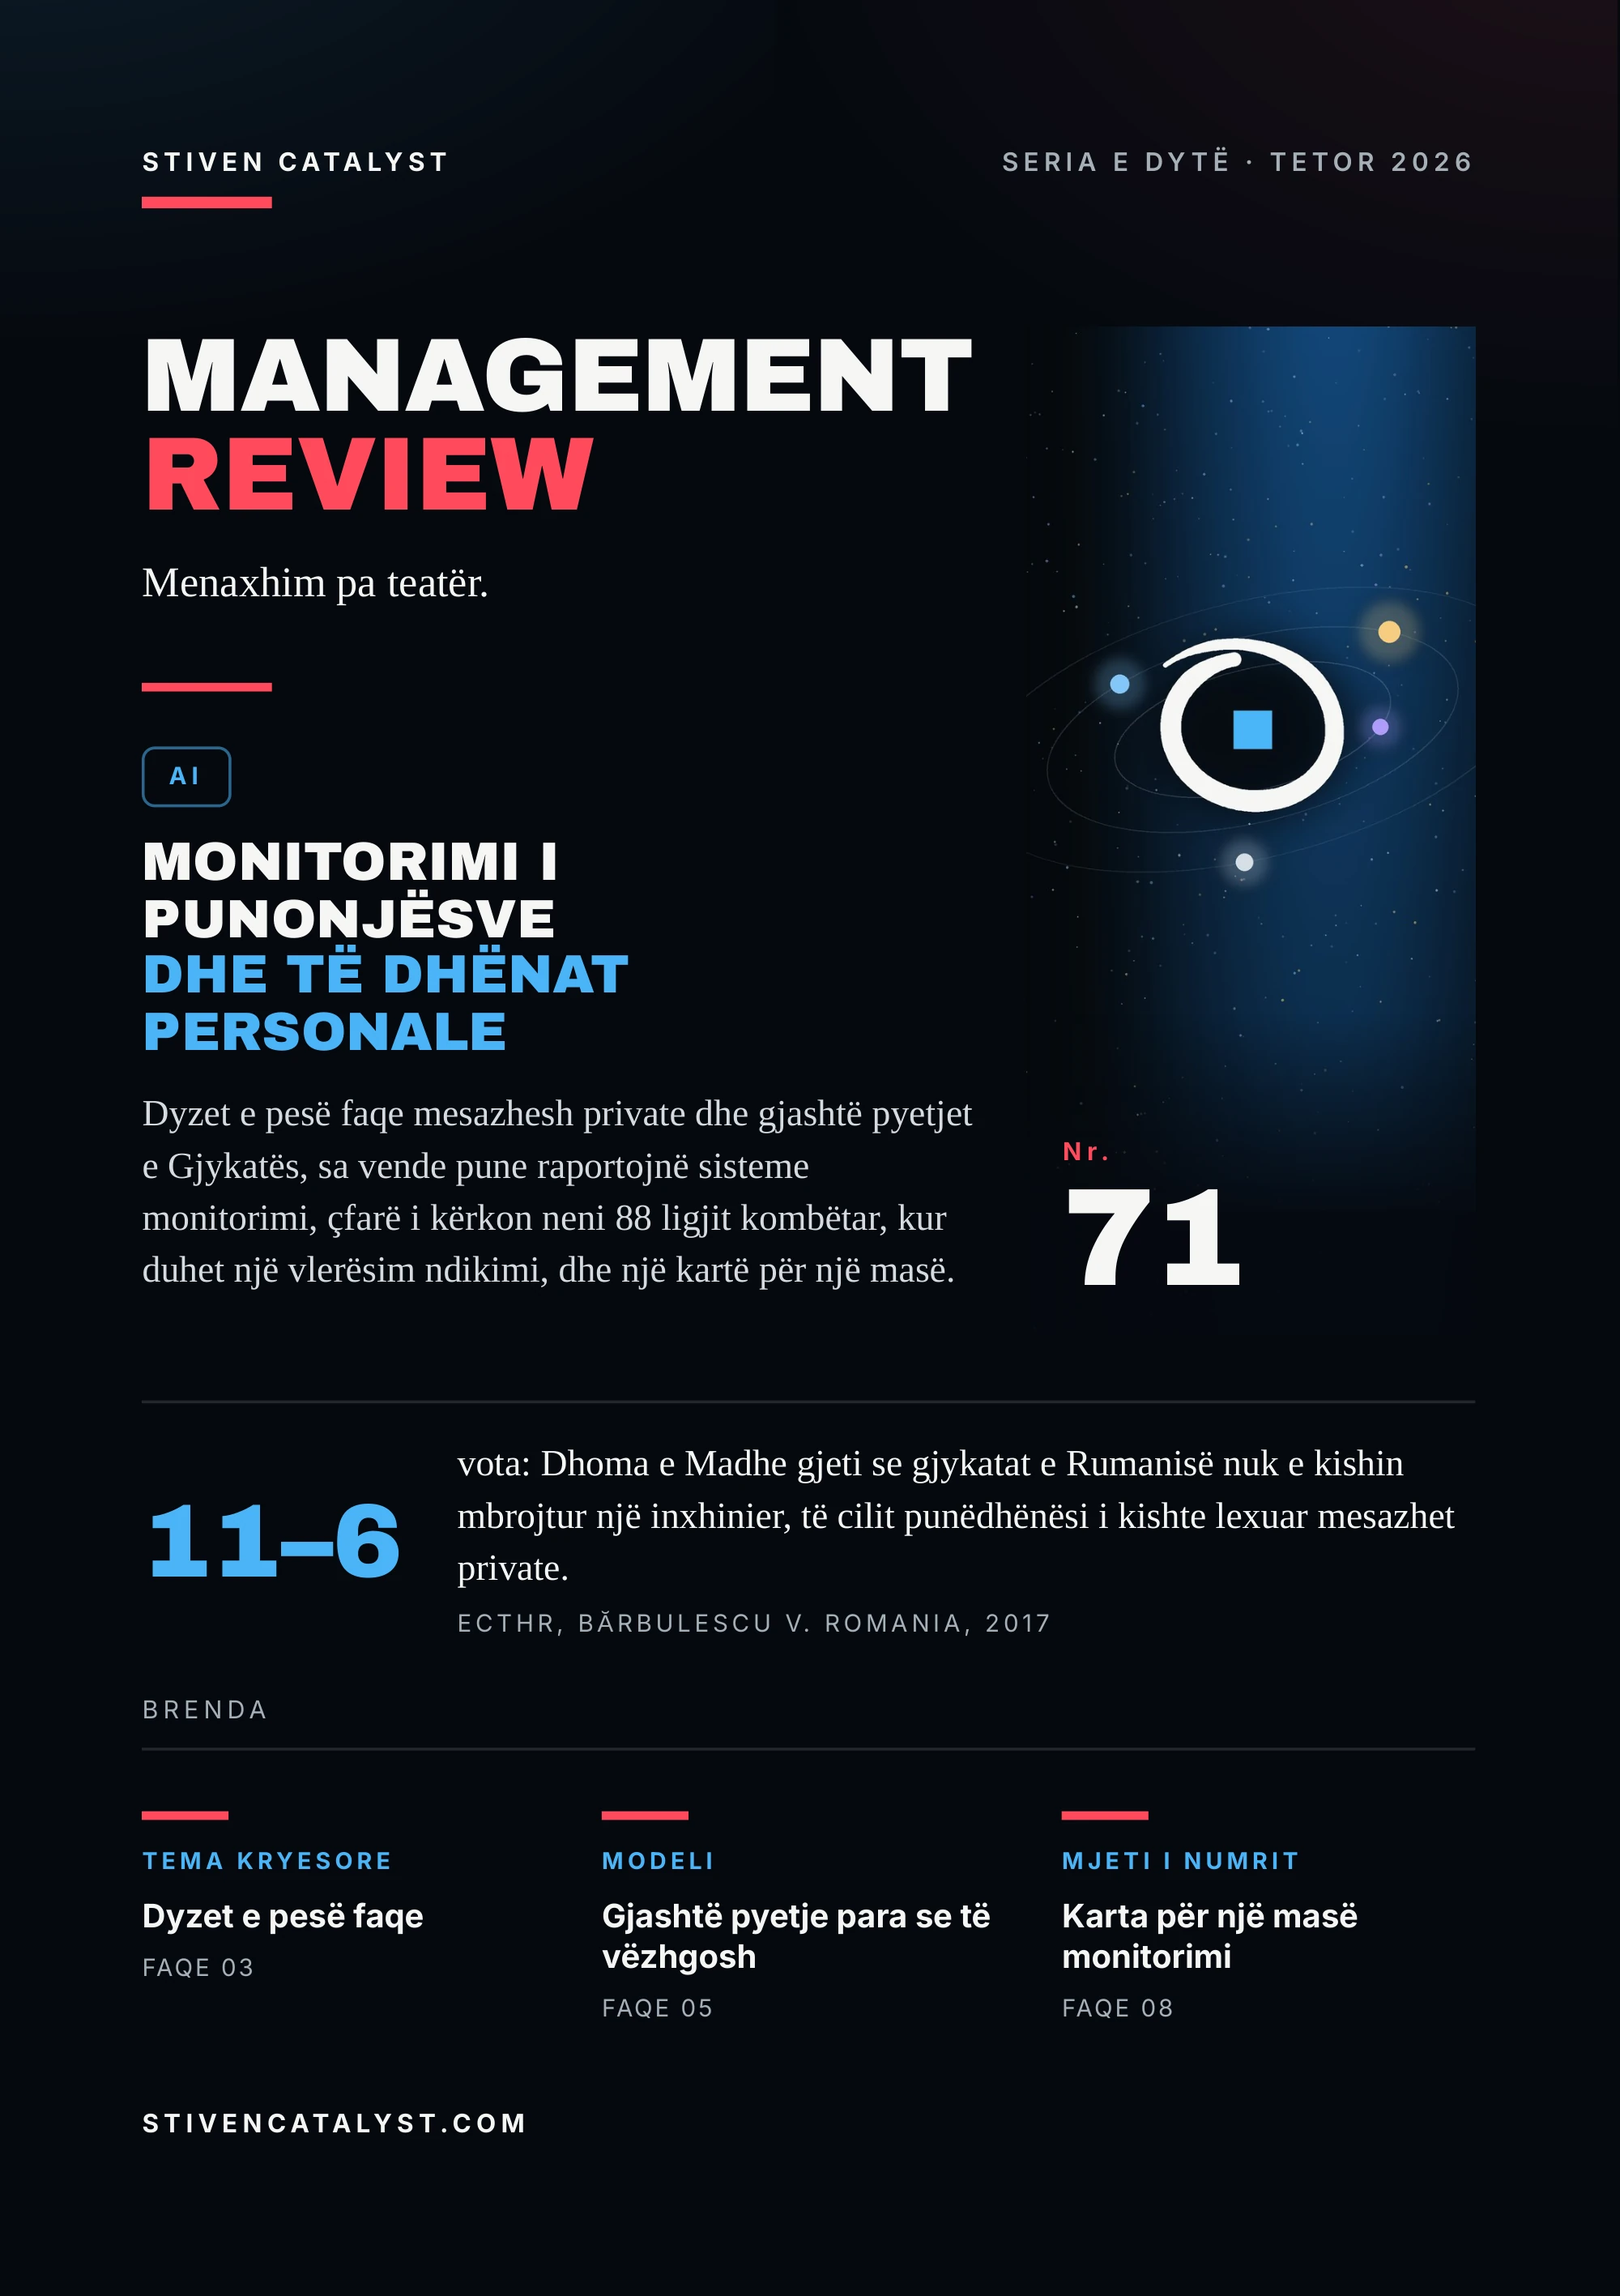 STIVEN CATALYST
SERIA E DYTË · TETOR 2026
MANAGEMENT
REVIEW
Menaxhim pa teatër.
AI
MONITORIMI I
PUNONJËSVE
DHE TË DHËNAT
PERSONALE
Dyzet e pesë faqe mesazhesh private dhe gjashtë pyetjet
e Gjykatës, sa vende pune raportojnë sisteme
monitorimi, çfarë i kërkon neni 88 ligjit kombëtar, kur
duhet një vlerësim ndikimi, dhe një kartë për një masë.
Nr.
71
11–6
vota: Dhoma e Madhe gjeti se gjykatat e Rumanisë nuk e kishin
mbrojtur një inxhinier, të cilit punëdhënësi i kishte lexuar mesazhet
private.
ECTHR, BĂRBULESCU V. ROMANIA, 2017
BRENDA
TEMA KRYESORE
Dyzet e pesë faqe
FAQE 03
MODELI
Gjashtë pyetje para se të
vëzhgosh
FAQE 05
MJETI I NUMRIT
Karta për një masë
monitorimi
FAQE 08
STIVENCATALYST.COM